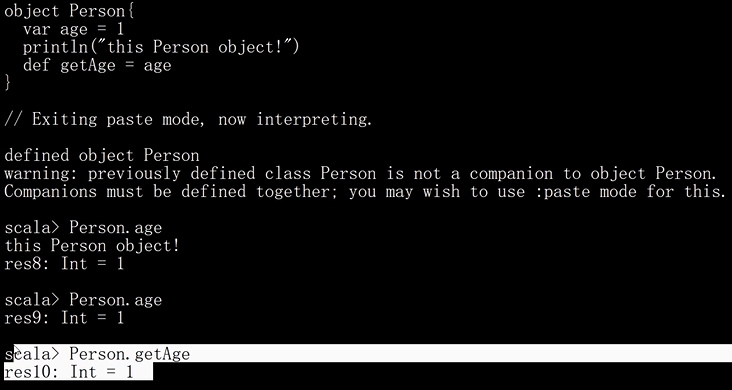 object Person{
  var age = 1
  println("this Person object!")
  def getAge = age
}
// Exiting paste mode, now interpreting.
defined object Person
warning: previously defined class Person is not a companion to object Person.
Companions must be defined together; you may wish to use :paste mode for this.
scala> Person.age
this Person object!
res8: Int = 1
scala> Person.age
res9: Int = 1
scala> Person.getAge
res10: Int = 1